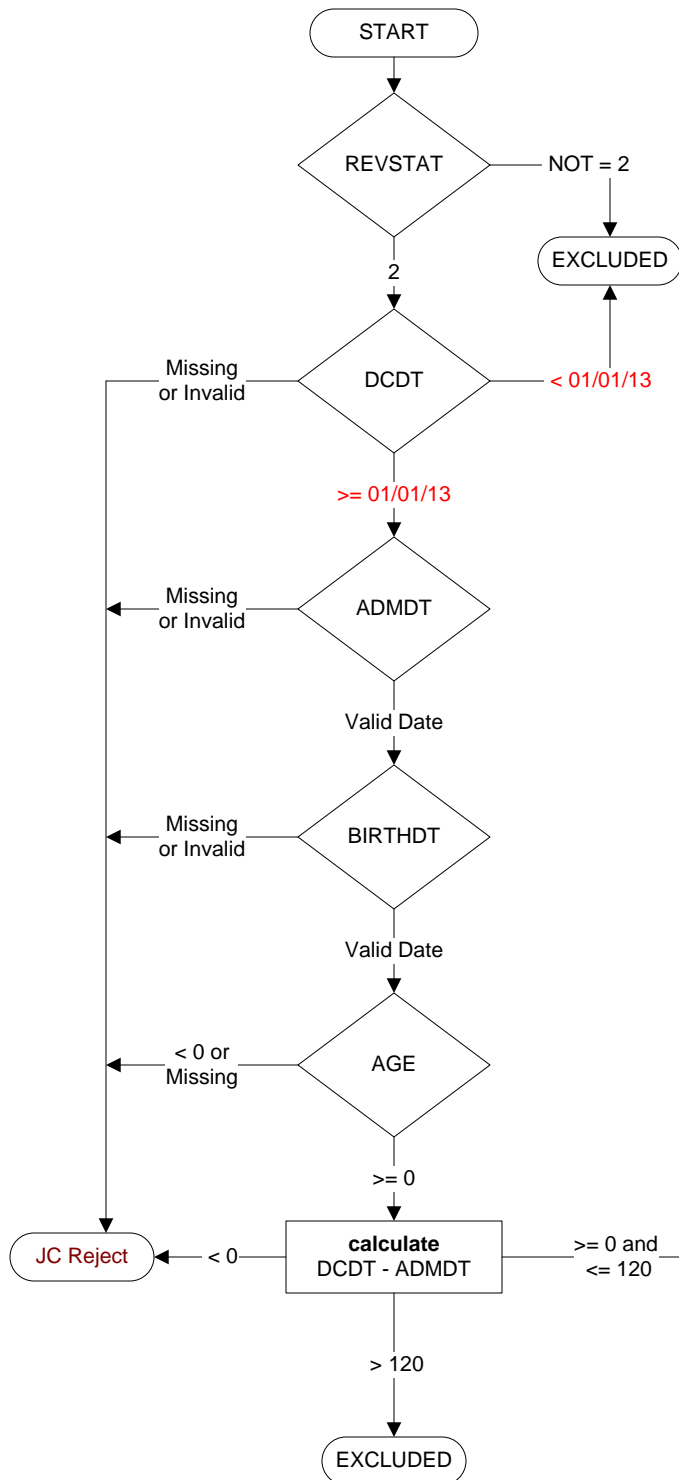 START
REVSTAT
NOT = 2
EXCLUDED
2
Missing
or Invalid
DCDT
< 01/01/13
>= 01/01/13
Missing
or Invalid
ADMDT
Valid Date
Missing
or Invalid
BIRTHDT
Valid Date
< 0 or
Missing
AGE
>= 0
JC Reject
< 0
calculate
DCDT - ADMDT
>= 0 and
<= 120
> 120
EXCLUDED